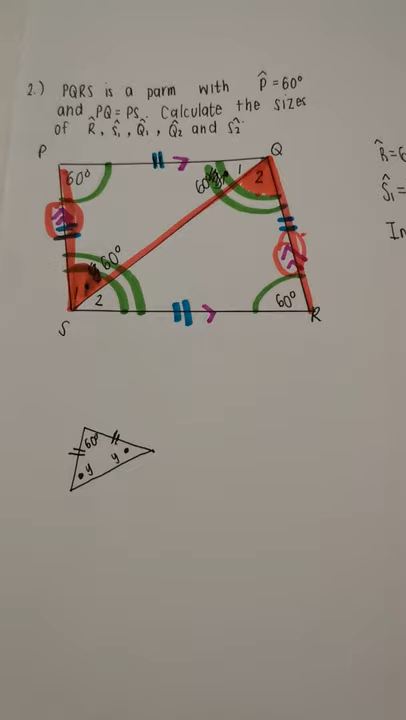 2.) PQRS is a parm with P̂ = 60°
and PQ = PS. Calculate the sizes
of R̂, Ŝ₁, Q̂₁, Q̂₂ and Ŝ₂.
P
Q
60°
60°
1
2
60°
1
2
60°
S
R
R̂ = 6
Ŝ₁ =
In
60°
y
y